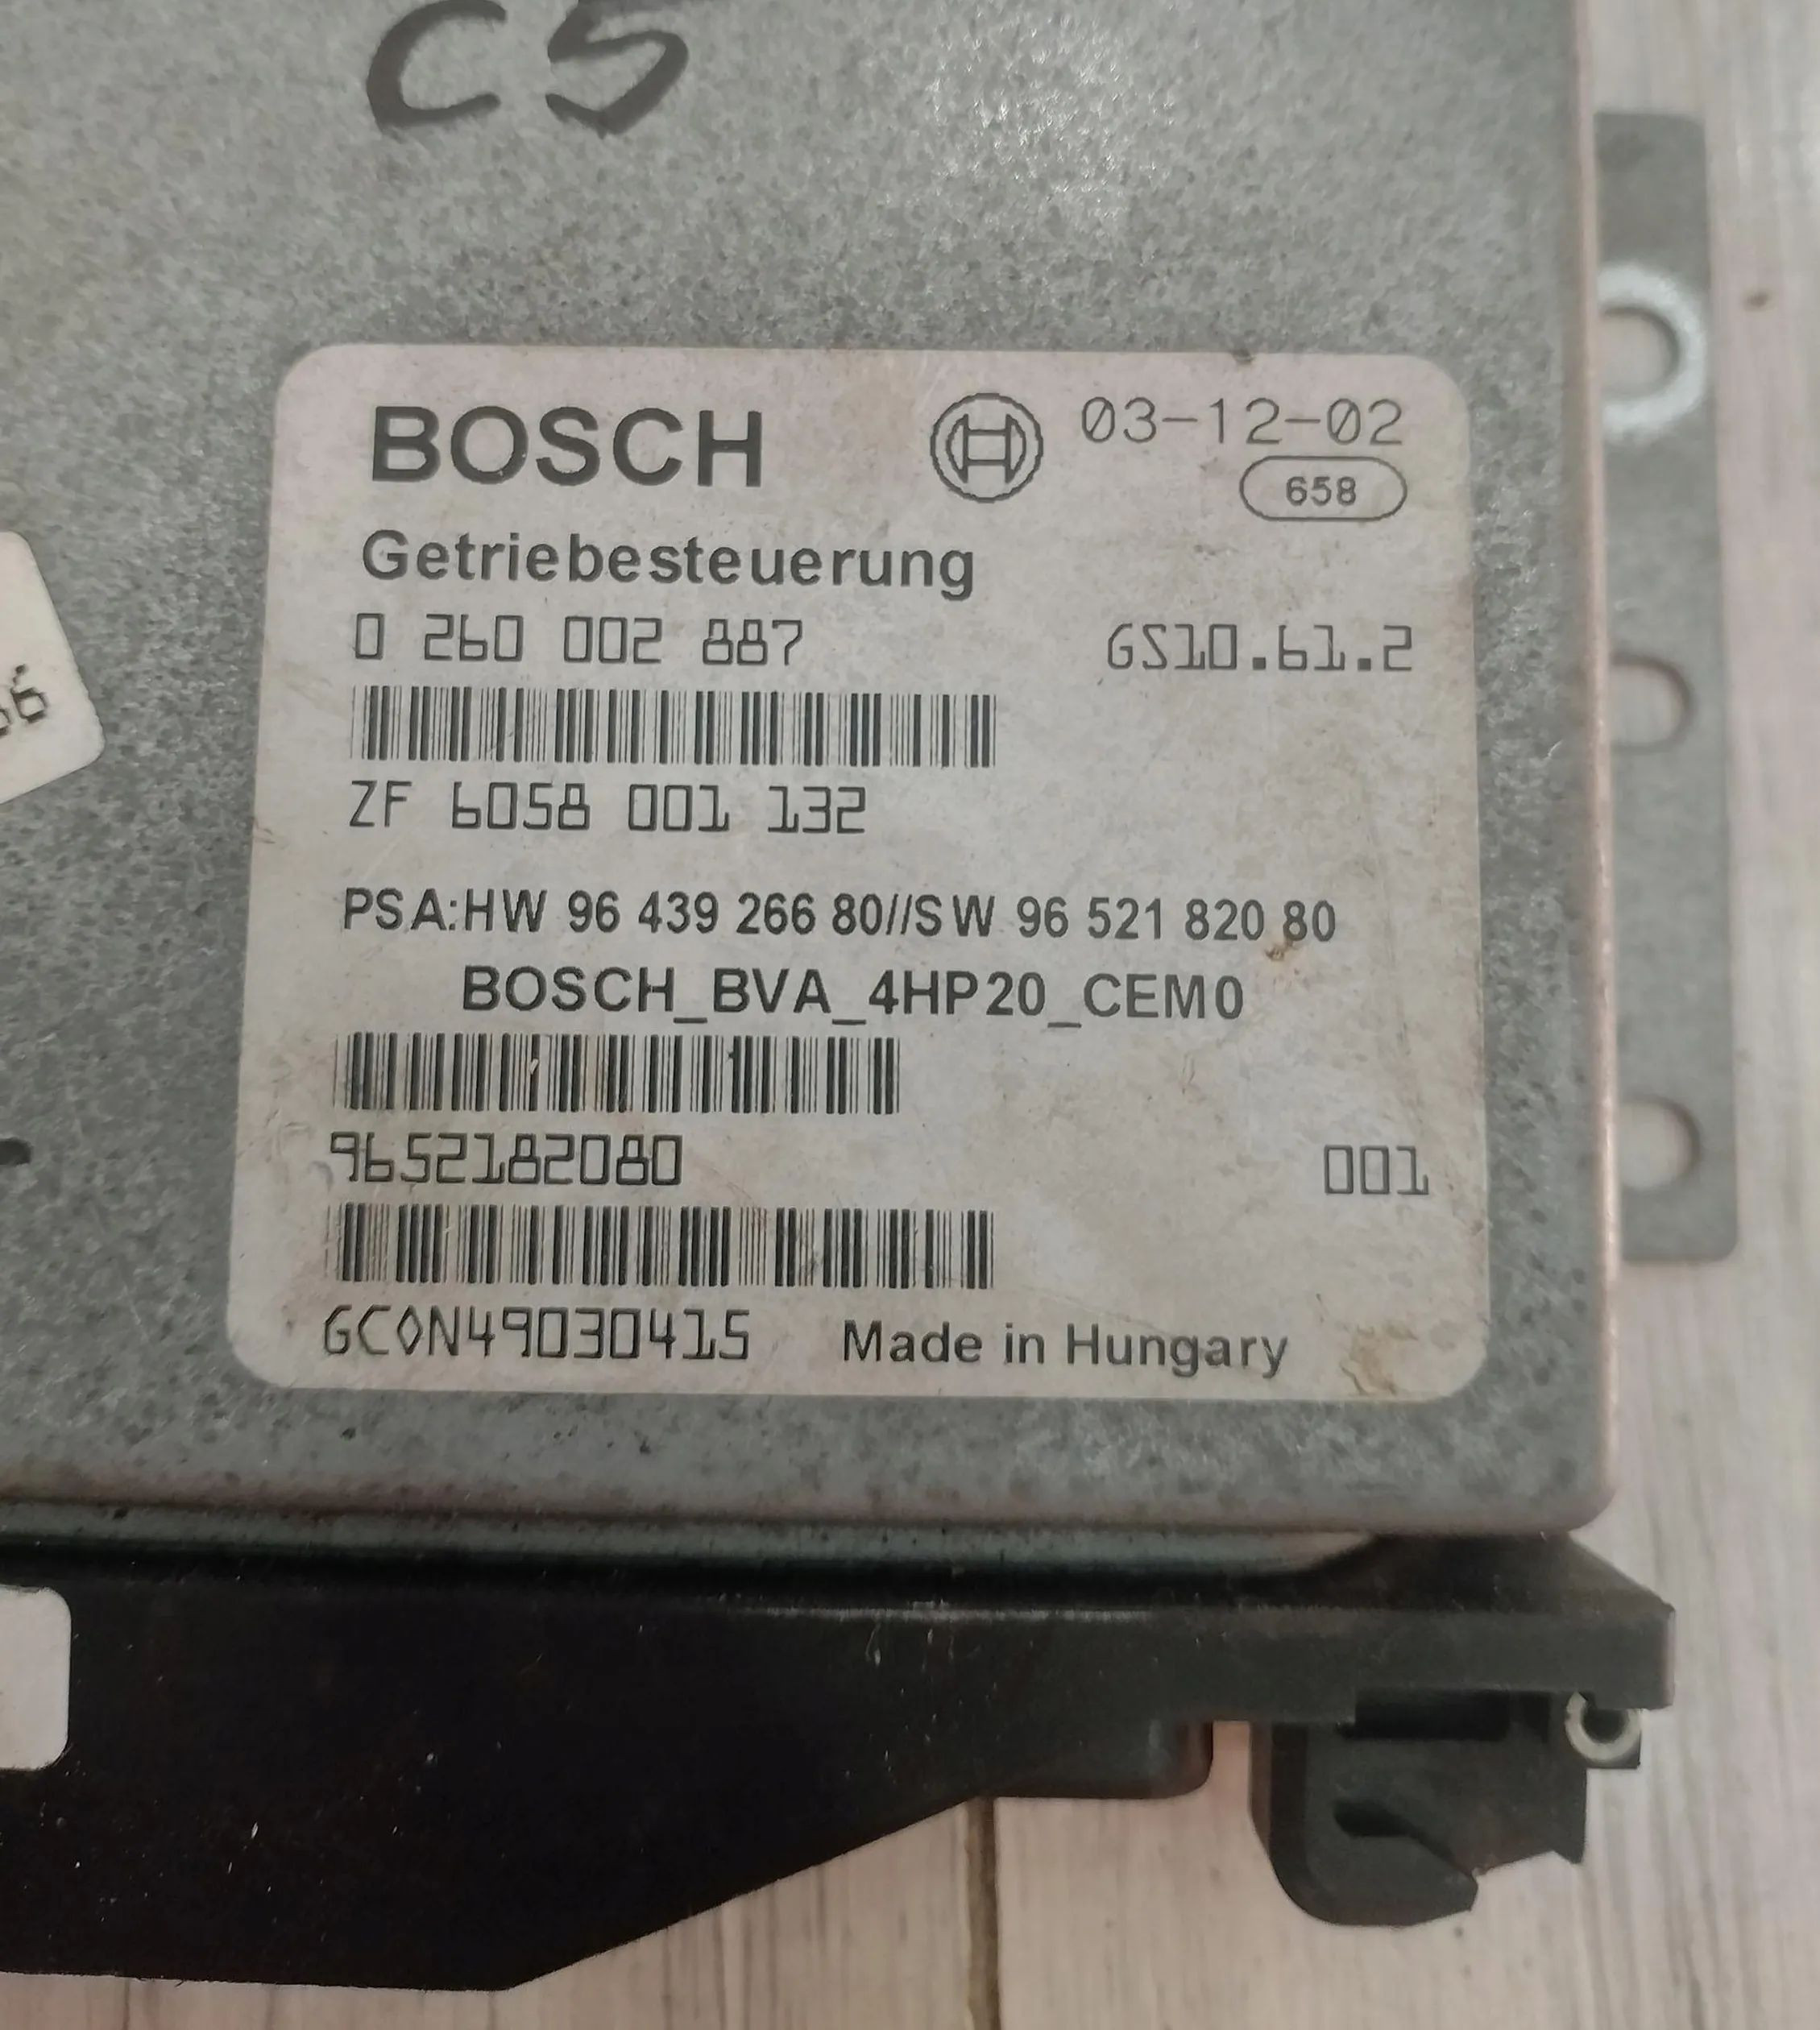 C5
BOSCH 03-12-02
658
Getriebesteuerung
0 260 002 887 GS10.61.2
ZF 6058 001 132
PSA:HW 96 439 266 80//SW 96 521 820 80
BOSCH_BVA_4HP20_CEM0
9652182080 001
GC0N49030415 Made in Hungary